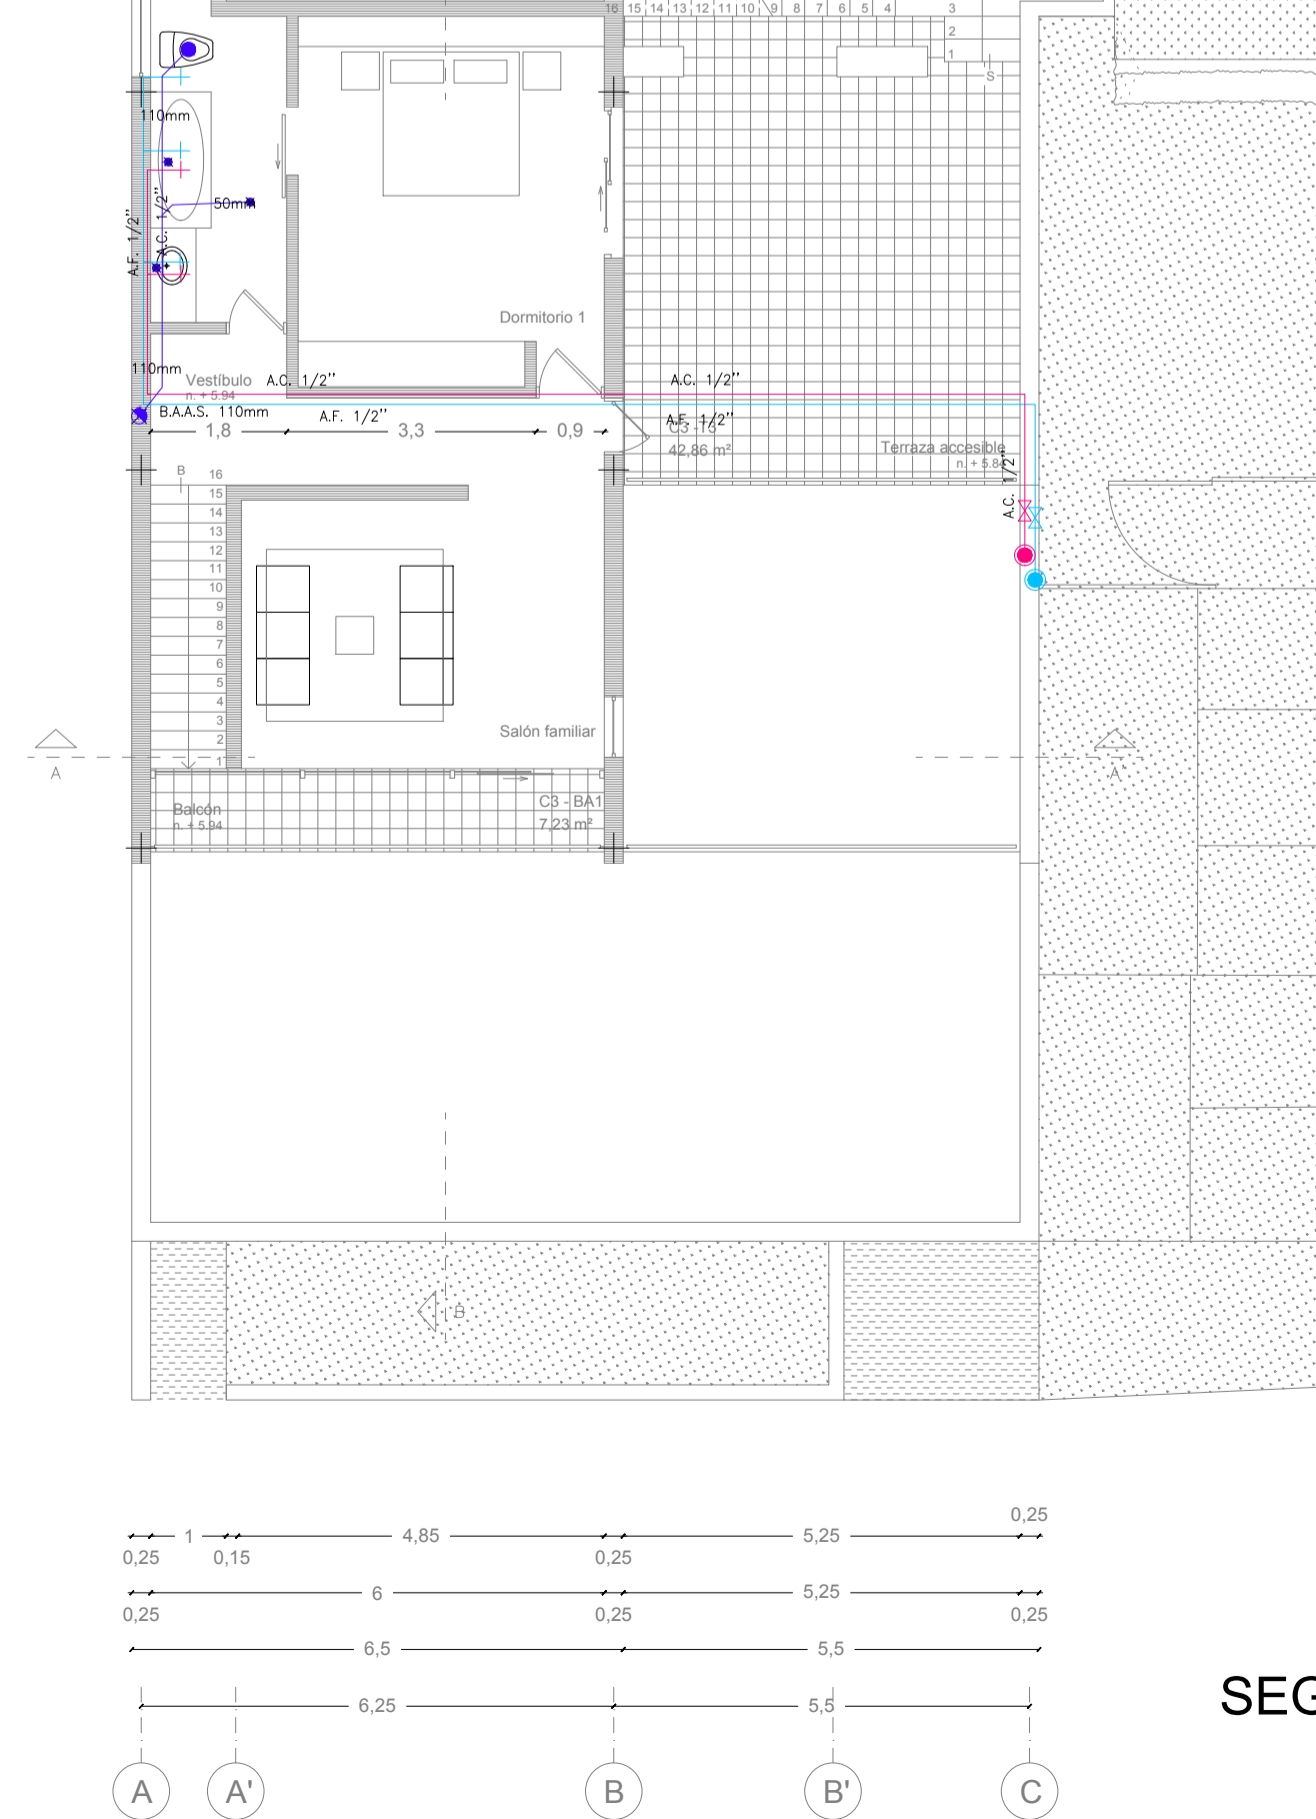 16 15 14 13 12 11 10 9 8 7 6 5 4 3
2
1
S
110mm
A.F. 1/2"
A.C. 1/2"
50mm
Dormitorio 1
110mm
Vestíbulo
n. + 5.94
A.C. 1/2"
A.C. 1/2"
B.A.A.S. 110mm
A.F. 1/2"
A.F. 1/2"
1,8
3,3
0,9
42,86 m²
Terraza accesible
n. + 5.84
A.C. 1/2"
B
16
15
14
13
12
11
10
9
8
7
6
5
4
3
2
1
Salón familiar
A
A'
Balcón
n. + 5.94
C3 - BA1
7,23 m²
B
0,25
1
4,85
5,25
0,25
0,15
0,25
6
5,25
0,25
0,25
0,25
6,5
5,5
6,25
5,5
SEG
A
A'
B
B'
C